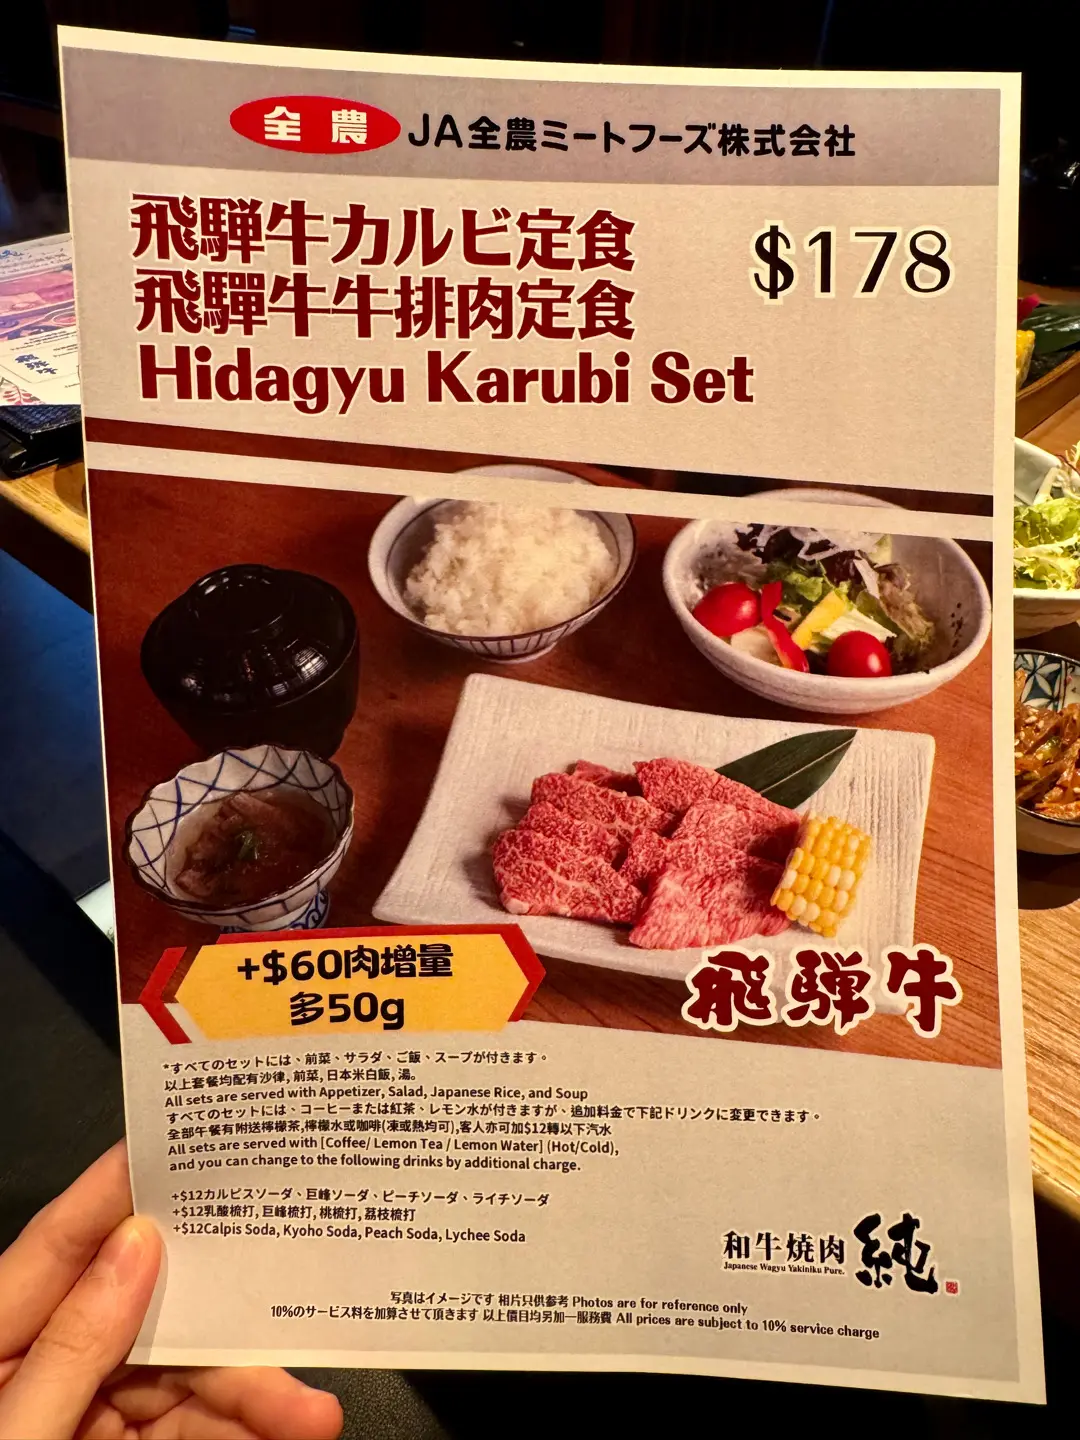 全農 JA全農ミートフーズ株式会社
飛騨牛カルビ定食
$178
飛驒牛牛排肉定食
Hidagyu Karubi Set
+$60肉増量
多50g
飛騨牛
*すべてのセットには、前菜、サラダ、ご飯、スープが付きます。
以上套餐均配有沙律, 前菜, 日本米白飯, 湯。
All sets are served with Appetizer, Salad, Japanese Rice, and Soup
すべてのセットには、コーヒーまたは紅茶、レモン水が付きますが、追加料金で下記ドリンクに変更できます。
全部午餐有附送檸檬茶,檸檬水或咖啡(凍或熱均可),客人亦可加$12轉以下汽水
All sets are served with [Coffee/ Lemon Tea / Lemon Water] (Hot/Cold),
and you can change to the following drinks by additional charge.
+$12カルピスソーダ、巨峰ソーダ、ピーチソーダ、ライチソーダ
+$12乳酸梳打, 巨峰梳打, 桃梳打, 荔枝梳打
+$12Calpis Soda, Kyoho Soda, Peach Soda, Lychee Soda
和牛焼肉 純
Japanese Wagyu Yakiniku Pure.
写真はイメージです 相片只供参考 Photos are for reference only
10%のサービス料を加算させて頂きます 以上價目均另加一服務費 All prices are subject to 10% service charge